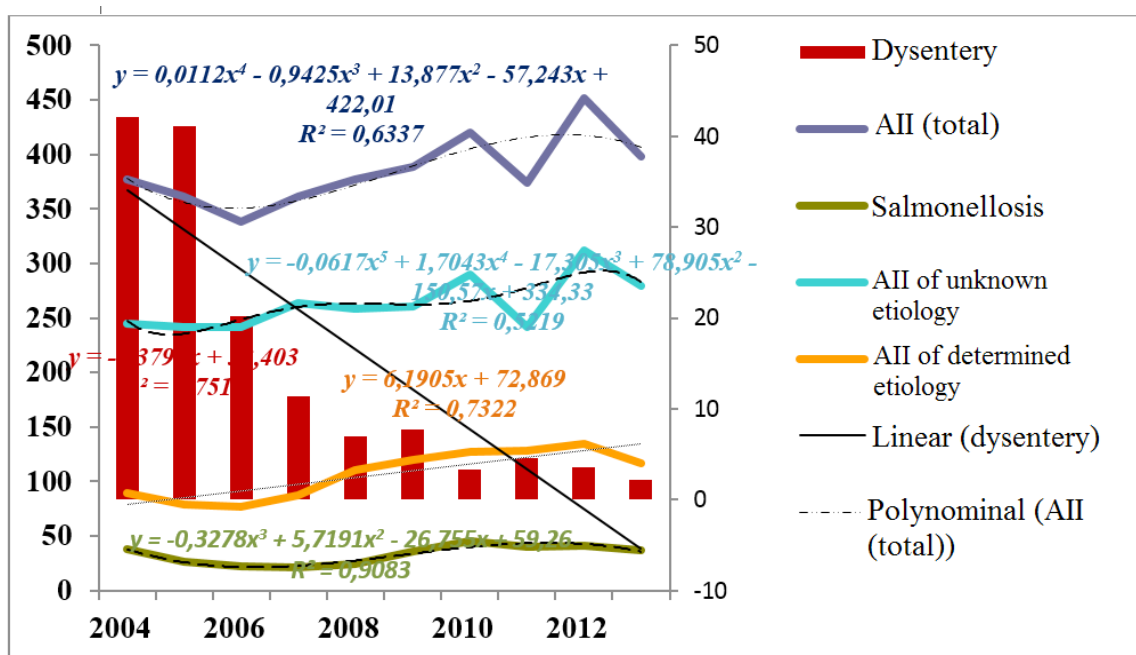 500
450
400
350
300
250
200
150
100
50
0
50
40
30
20
10
0
-10
2004
2006
2008
2010
2012
y = 0,0112x⁴ - 0,9425x³ + 13,877x² - 57,243x +
422,01
R² = 0,6337
y = -0,0617x⁵ + 1,7043x⁴ - 17,305x³ + 78,905x² -
+ 334,33
R² = 0,5219
y =
y = 6,1905x + 72,869
R² = 0,7322
y = -0,3278x³ + 5,7191x² - 26,755x + 59,26
R² = 0,9083
Dysentery
AII (total)
Salmonellosis
AII of unknown
etiology
AII of determined
etiology
Linear (dysentery)
Polynominal (AII
(total))